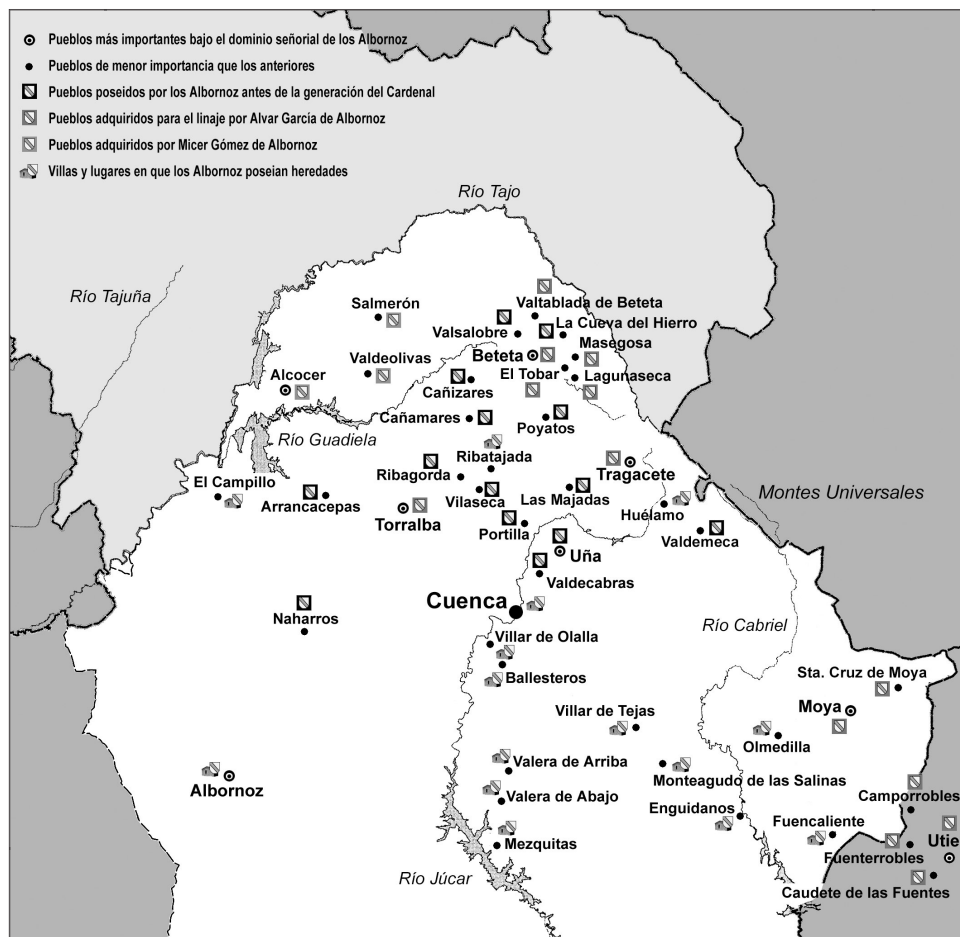 Pueblos más importantes bajo el dominio señorial de los Albornoz
Pueblos de menor importancia que los anteriores
Pueblos poseidos por los Albornoz antes de la generación del Cardenal
Pueblos adquiridos para el linaje por Alvar García de Albornoz
Pueblos adquiridos por Micer Gómez de Albornoz
Villas y lugares en que los Albornoz poseian heredades
Río Tajo
Río Tajuña
Salmerón
Valtablada de Beteta
Valsalobre
La Cueva del Hierro
Masegosa
Valdeolivas
Beteta
Alcocer
El Tobar
Lagunaseca
Cañizares
Cañamares
Poyatos
Río Guadiela
Ribatajada
Ribagorda
Tragacete
El Campillo
Arrancacepas
Vilaseca
Las Majadas
Montes Universales
Torralba
Huélamo
Portilla
Valdemeca
Uña
Valdecabras
Cuenca
Naharros
Río Cabriel
Villar de Olalla
Ballesteros
Sta. Cruz de Moya
Moya
Villar de Tejas
Olmedilla
Valera de Arriba
Monteagudo de las Salinas
Albornoz
Valera de Abajo
Camporrobles
Enguidanos
Fuencaliente
Utie
Mezquitas
Fuenterrobles
Río Júcar
Caudete de las Fuentes